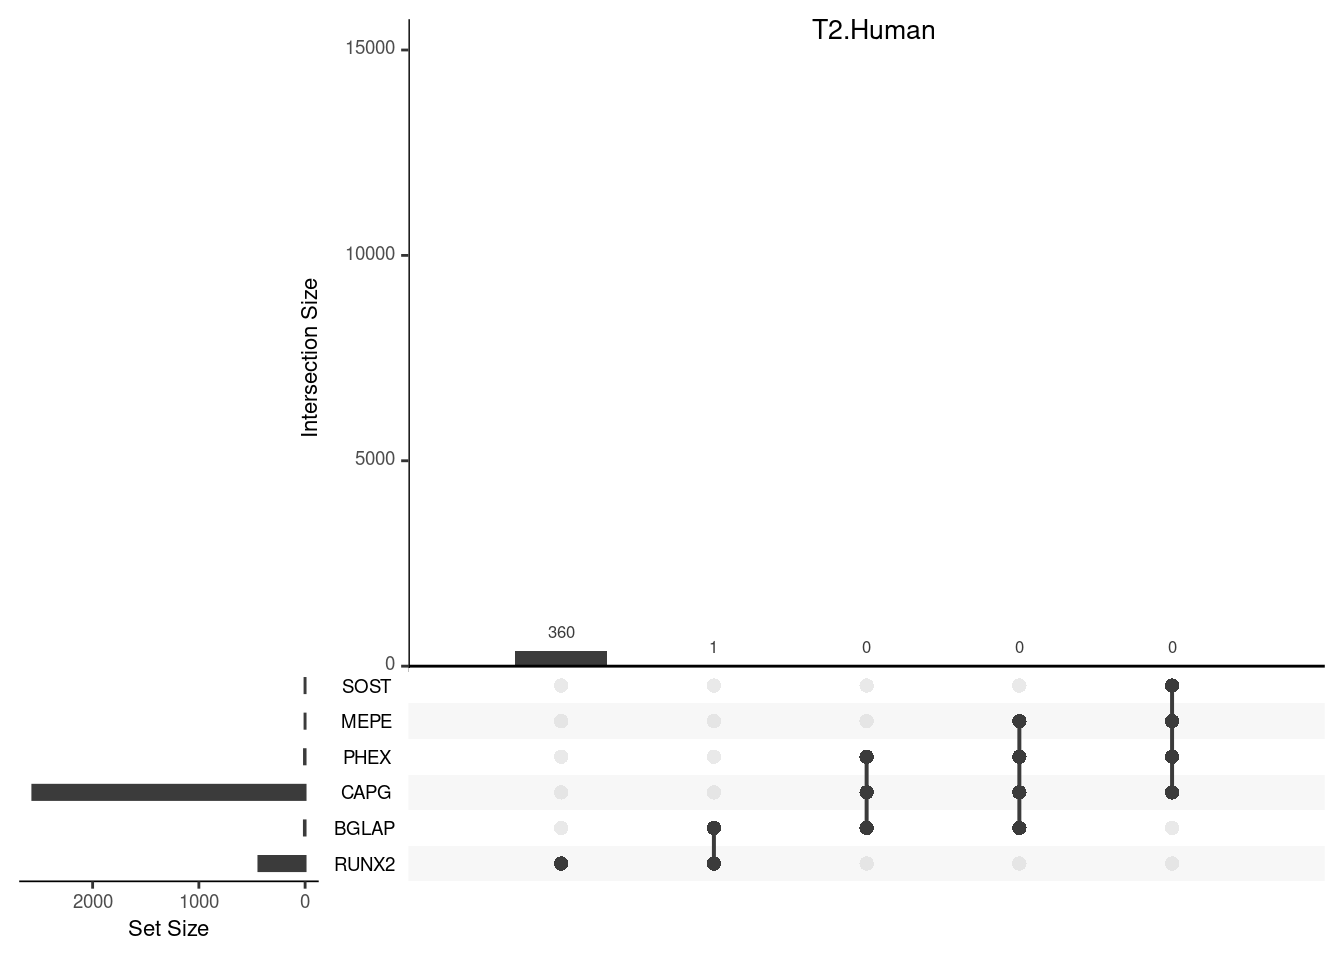 T2.Human
15000
10000
5000
0
Intersection Size
360
1
0
0
0
SOST
MEPE
PHEX
CAPG
BGLAP
RUNX2
2000 1000 0
Set Size